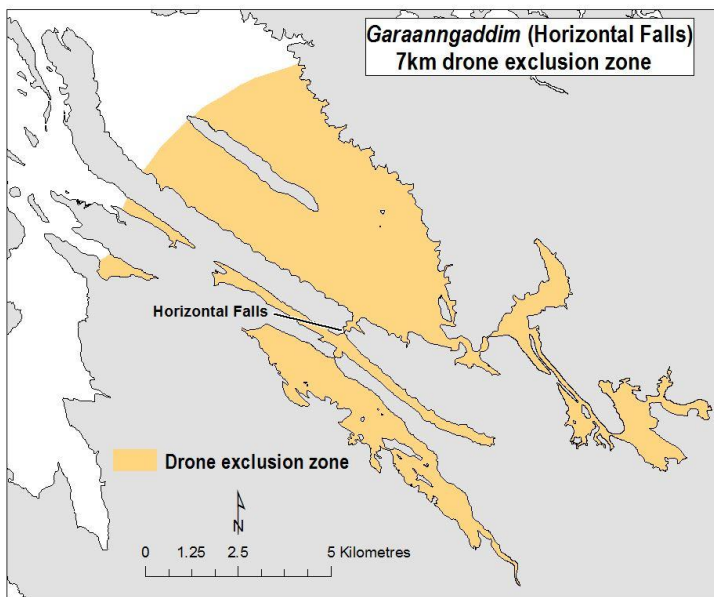 Garaanngaddim (Horizontal Falls)
7km drone exclusion zone
Horizontal Falls
Drone exclusion zone
N
0 1.25 2.5 5 Kilometres